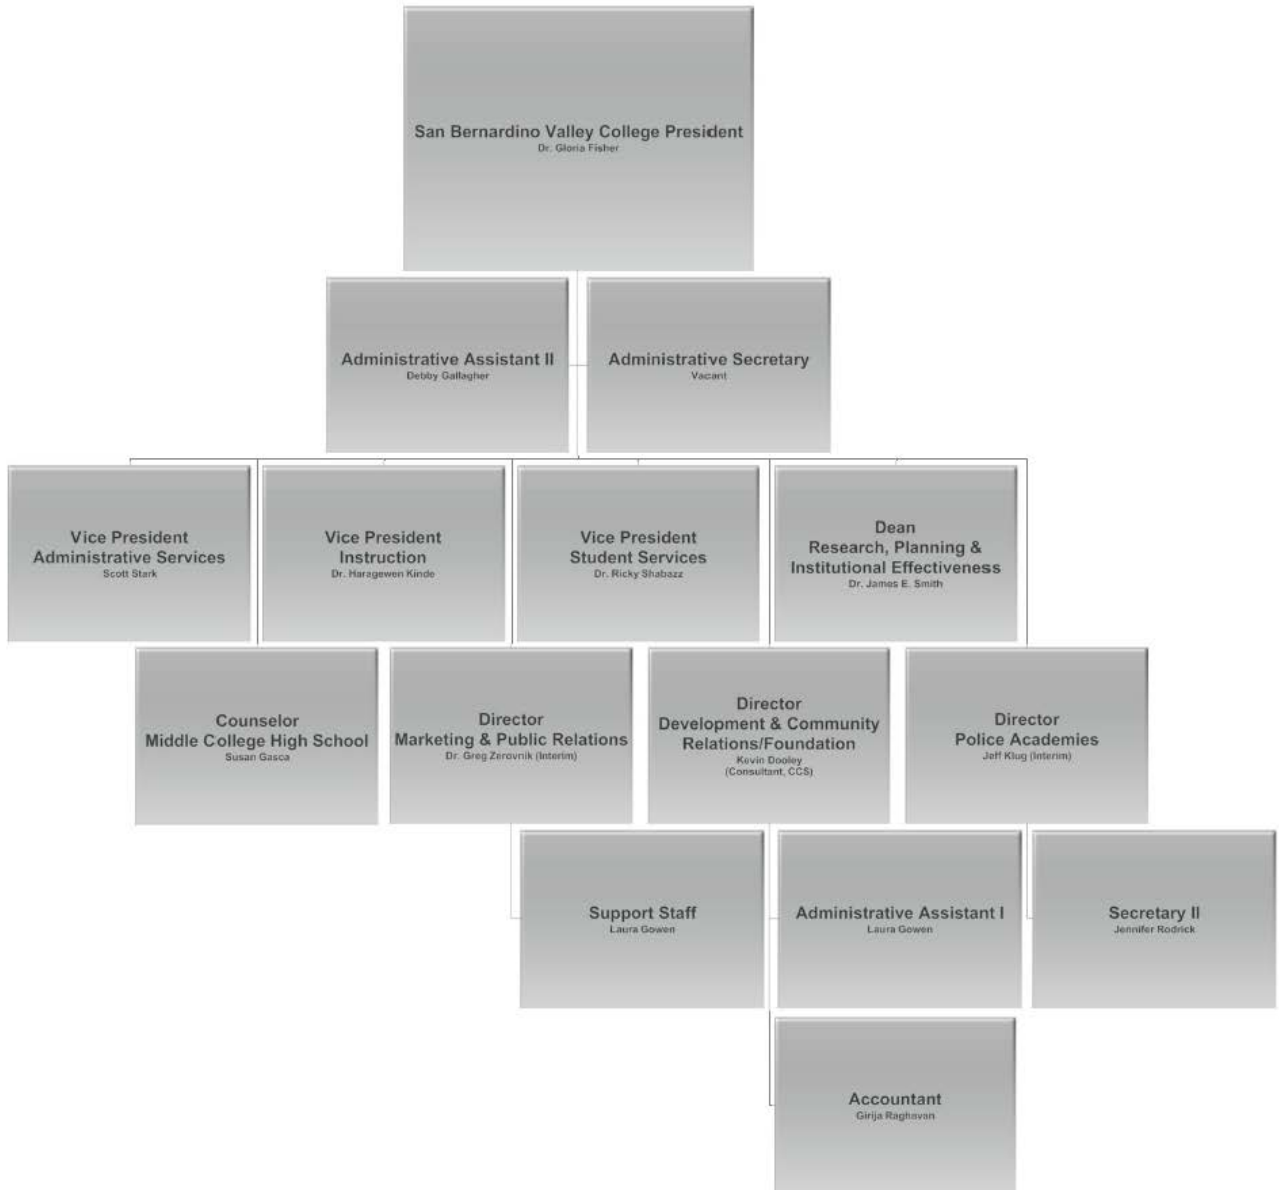 San Bernardino Valley College President
Dr. Gloria Fisher
Administrative Assistant II
Debby Gallagher
Administrative Secretary
Vacant
Vice President
Administrative Services
Scott Stark
Vice President
Instruction
Dr. Haragewen Kinde
Vice President
Student Services
Dr. Ricky Shabazz
Dean
Research, Planning &
Institutional Effectiveness
Dr. James E. Smith
Counselor
Middle College High School
Susan Gasca
Director
Marketing & Public Relations
Dr. Greg Zerovnik (Interim)
Director
Development & Community
Relations/Foundation
Kevin Dooley
(Consultant, CCS)
Director
Police Academies
Jeff Klug (Interim)
Support Staff
Laura Gowen
Administrative Assistant I
Laura Gowen
Secretary II
Jennifer Rodrick
Accountant
Girija Raghavan